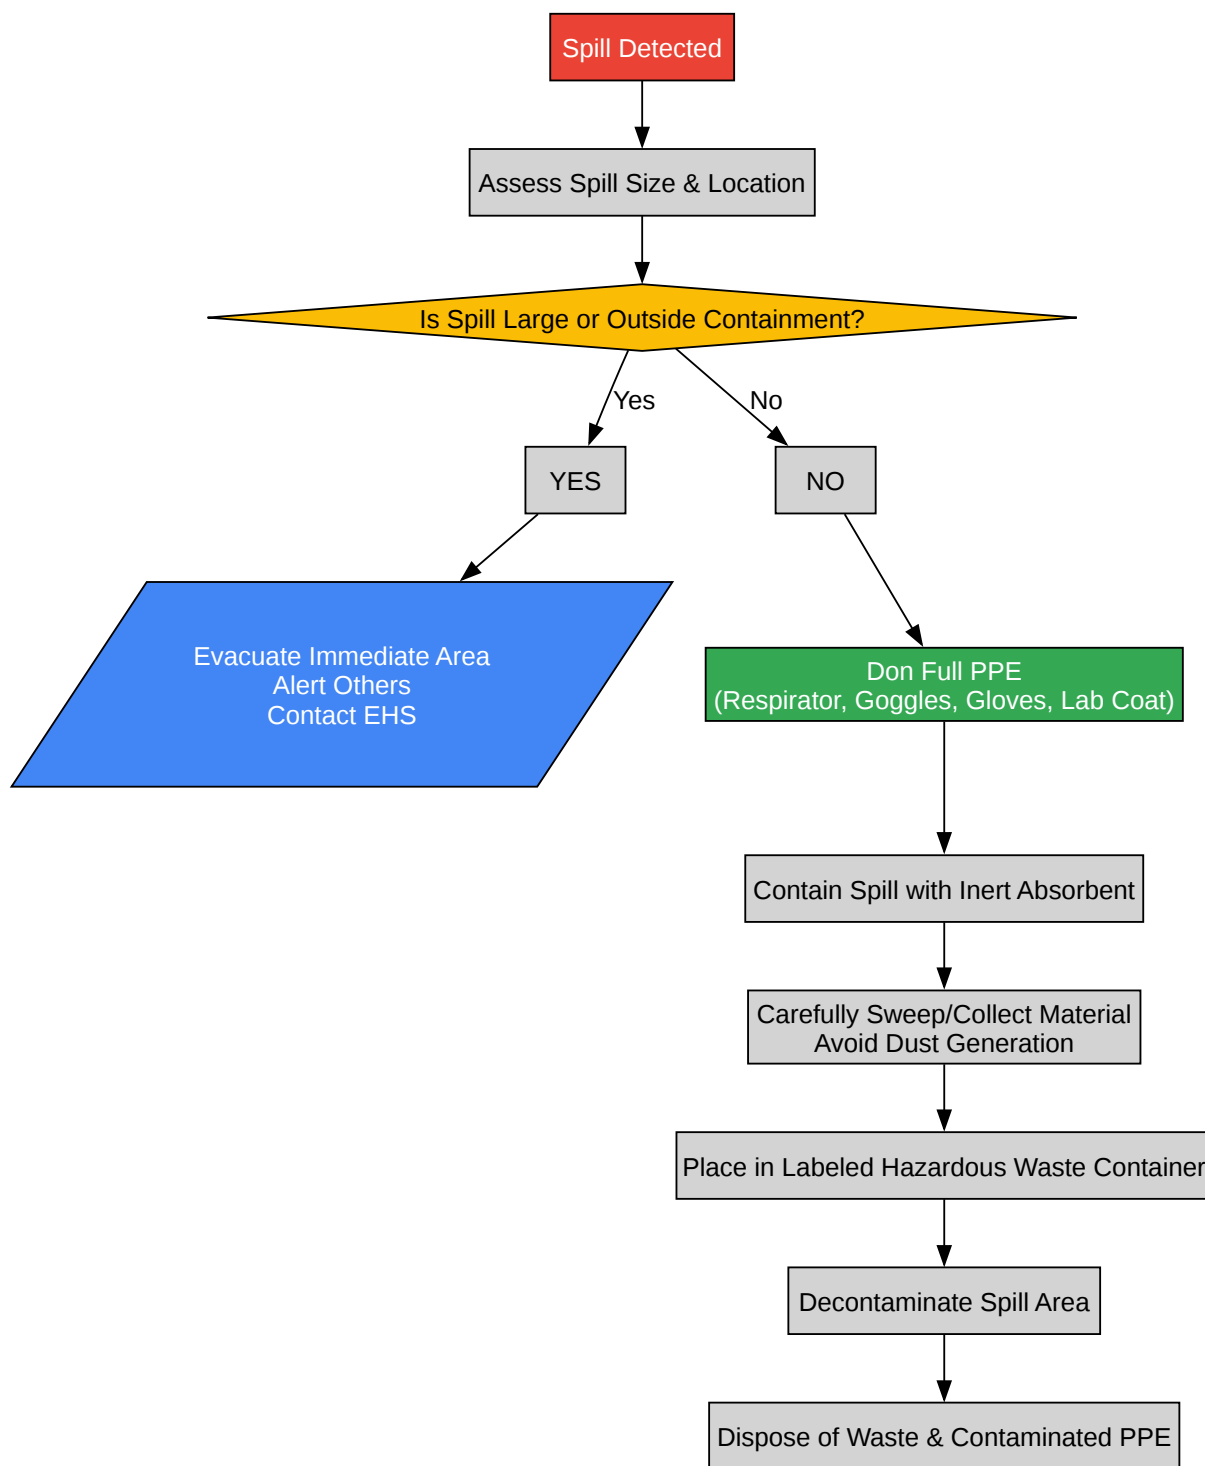 Spill Detected
Assess Spill Size & Location
Is Spill Large or Outside Containment?
Yes
No
YES
NO
Evacuate Immediate Area
Alert Others
Contact EHS
Don Full PPE
(Respirator, Goggles, Gloves, Lab Coat)
Contain Spill with Inert Absorbent
Carefully Sweep/Collect Material
Avoid Dust Generation
Place in Labeled Hazardous Waste Container
Decontaminate Spill Area
Dispose of Waste & Contaminated PPE